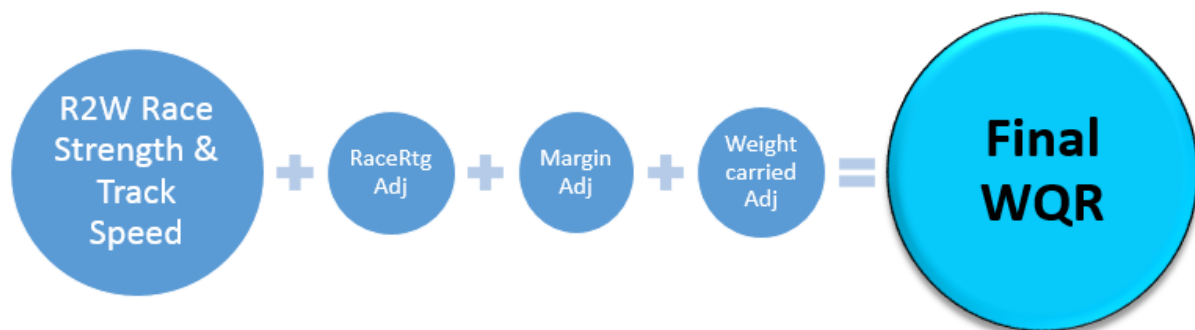 R2W Race
Strength &
Track
Speed
+
RaceRtg
Adj
+
Margin
Adj
+
Weight
carried
Adj
=
Final
WQR